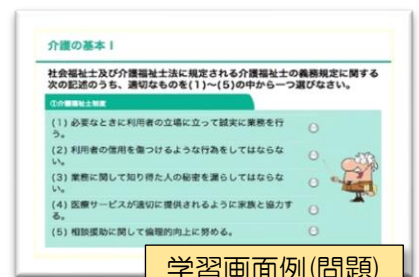 介護の基本Ⅰ
社会福祉士及び介護福祉士法に規定される介護福祉士の義務規定に関する
次の記述のうち、適切なものを(1)～(5)の中から一つ選びなさい。
①介護福祉士制度
(1) 必要なときに利用者の立場に立って誠実に業務を行
う。
(2) 利用者の信用を傷つけるような行為をしてはならな
い。
(3) 業務に関して知り得た人の秘密を漏らしてはならな
い。
(4) 医療サービスが適切に提供されるように家族と協力す
る。
(5) 相談援助に関して倫理的向上に努める。
学習画面例(問題)